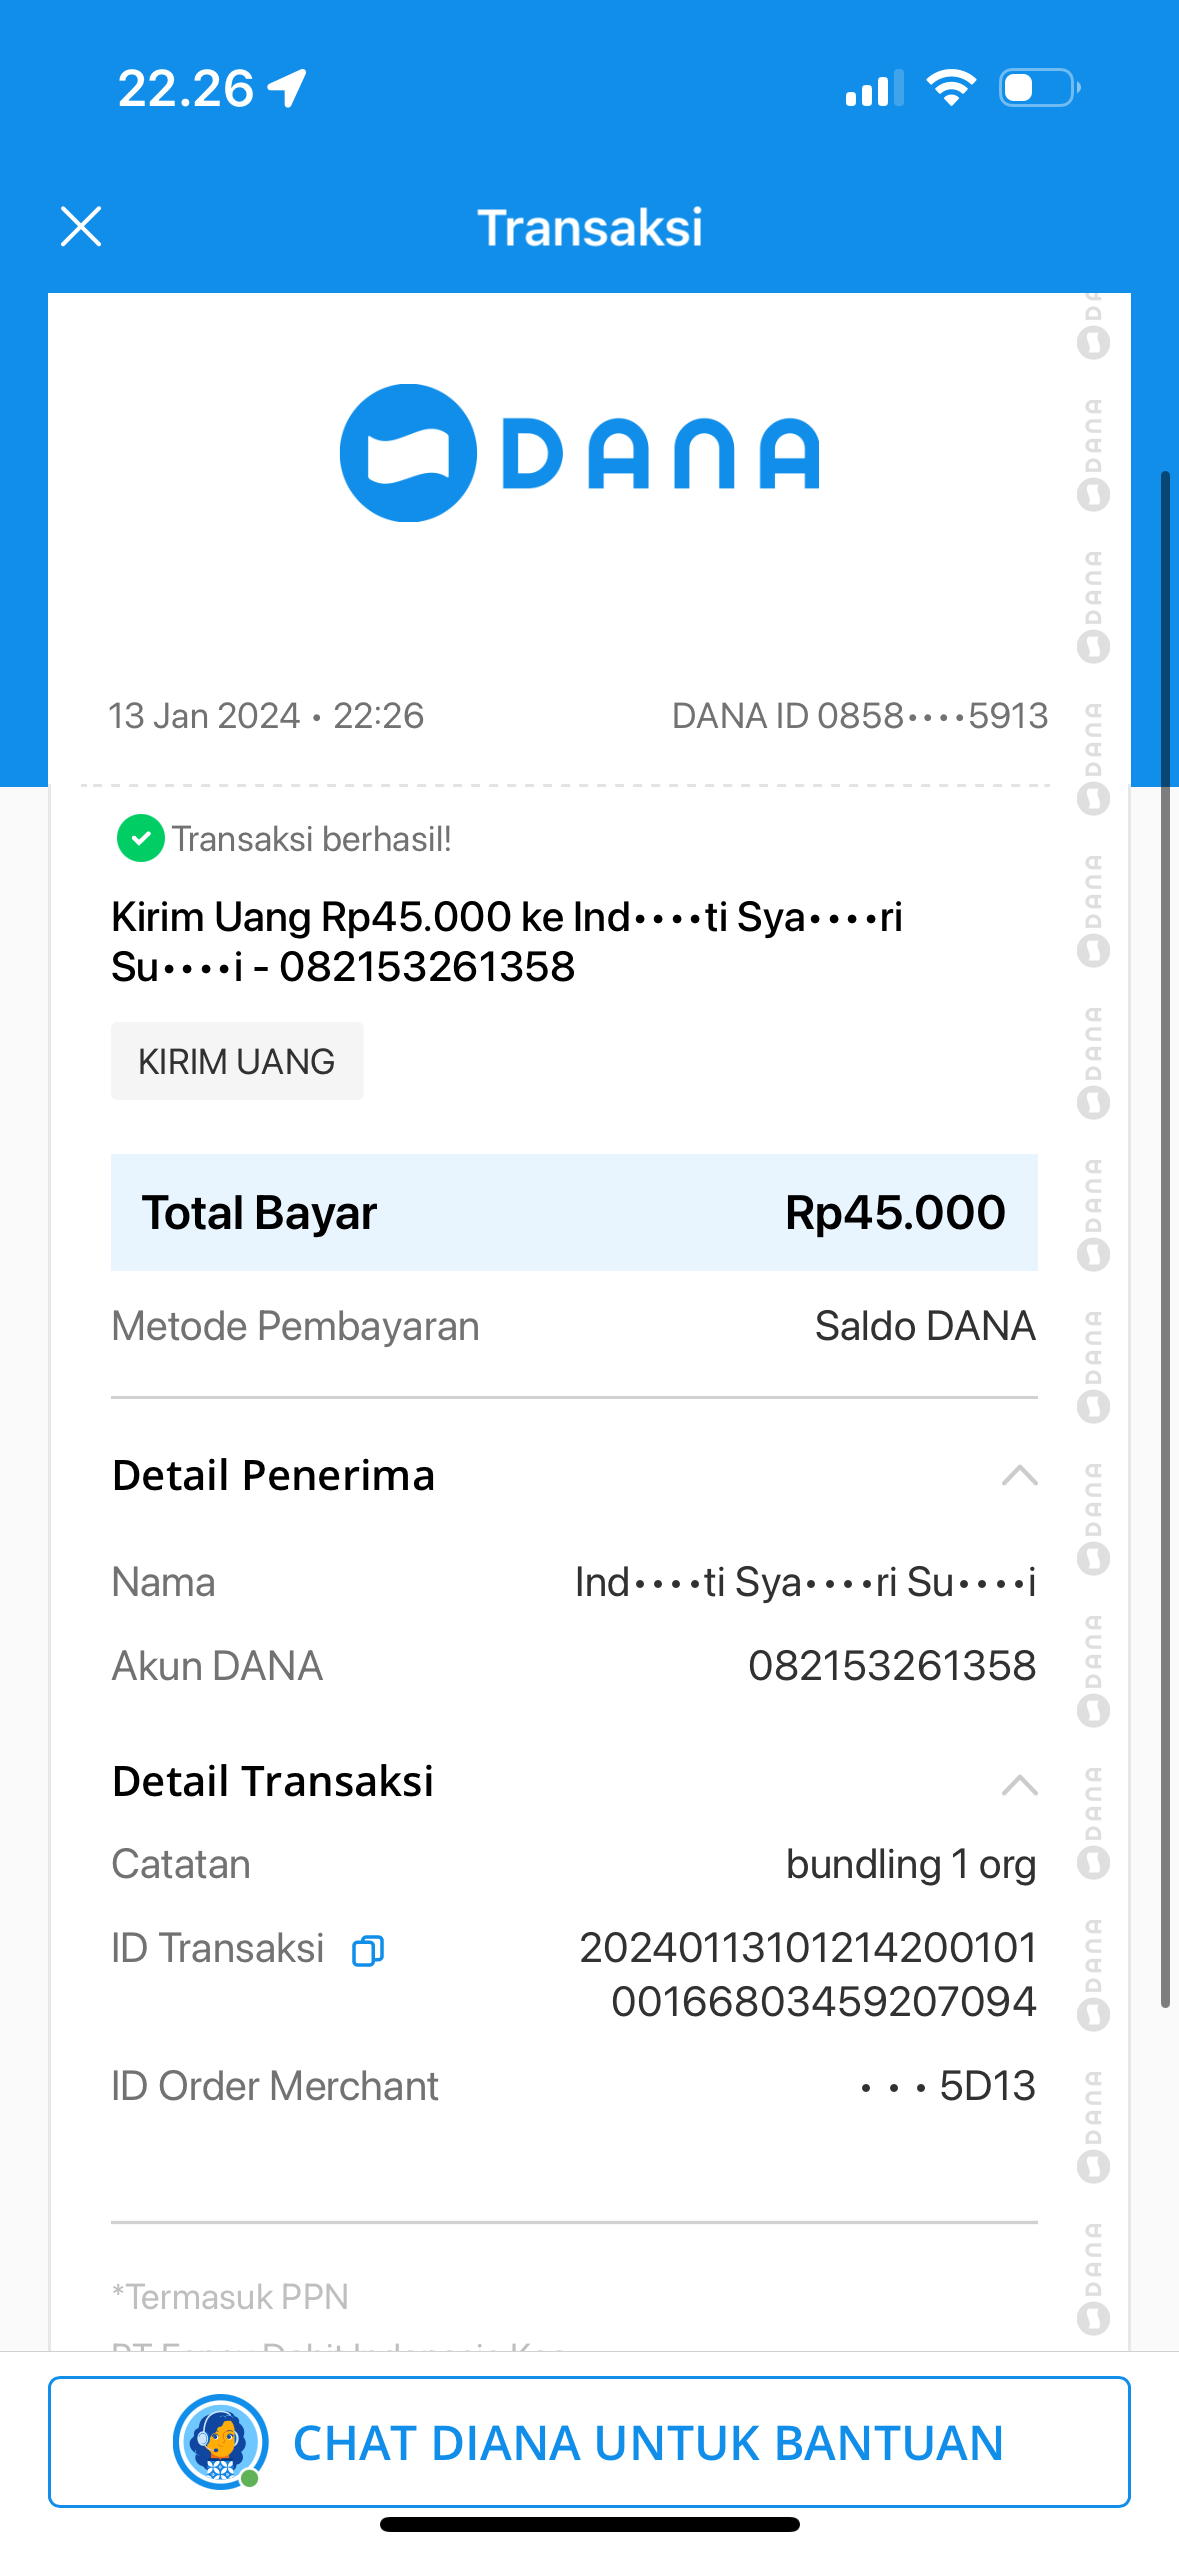 22.26
Transaksi
DANA
13 Jan 2024 • 22:26
DANA ID 0858••••5913
Transaksi berhasil!
Kirim Uang Rp45.000 ke Ind••••ti Sya••••ri
Su••••i - 082153261358
KIRIM UANG
Total Bayar Rp45.000
Metode Pembayaran Saldo DANA
Detail Penerima
Nama Ind••••ti Sya••••ri Su••••i
Akun DANA 082153261358
Detail Transaksi
Catatan bundling 1 org
ID Transaksi 20240113101214200101
00166803459207094
ID Order Merchant • • • 5D13
*Termasuk PPN
CHAT DIANA UNTUK BANTUAN